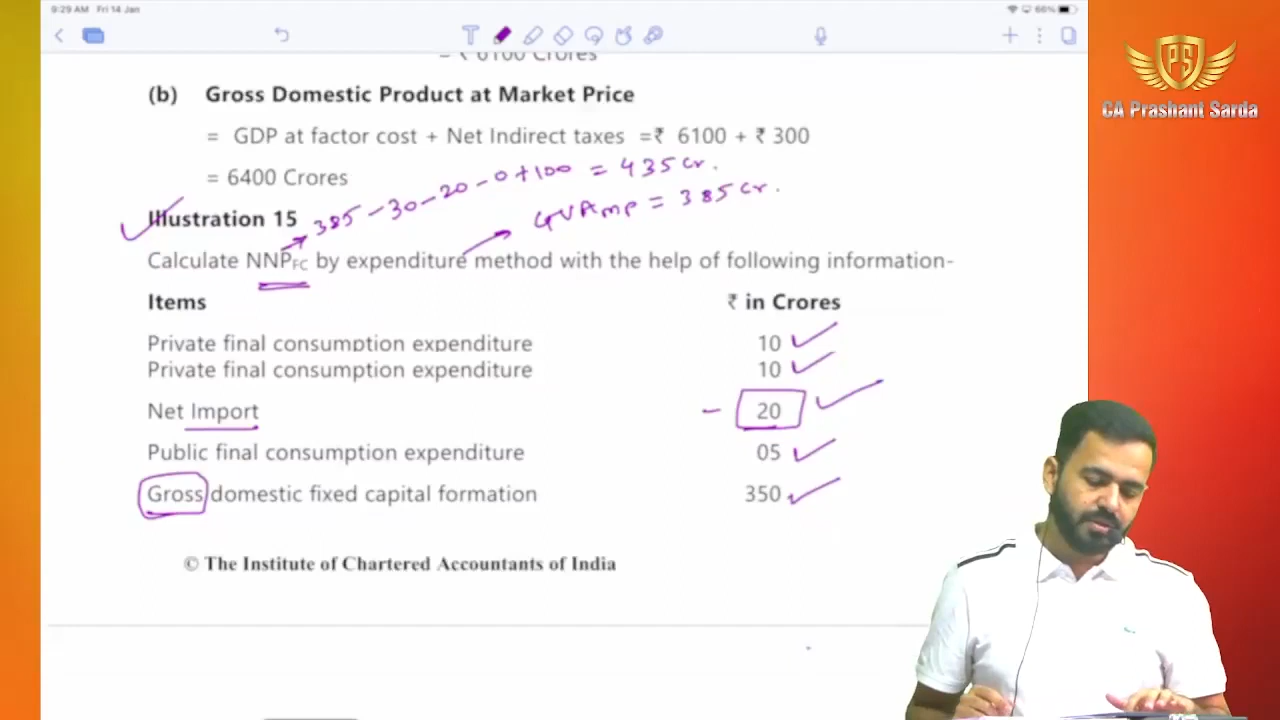 9:29 AM Fri 14 Jan
66%
= ₹ 6100 Crores
PS
CA Prashant Sarda
(b) Gross Domestic Product at Market Price
= GDP at factor cost + Net Indirect taxes =₹ 6100 + ₹ 300
= 6400 Crores
385 - 30 - 20 - 0 + 100 = 435 Cr.
Illustration 15
GVAMP = 385 Cr.
Calculate NNPFC by expenditure method with the help of following information-
Items ₹ in Crores
Private final consumption expenditure 10
Private final consumption expenditure 10
Net Import - 20
Public final consumption expenditure 05
Gross domestic fixed capital formation 350
© The Institute of Chartered Accountants of India